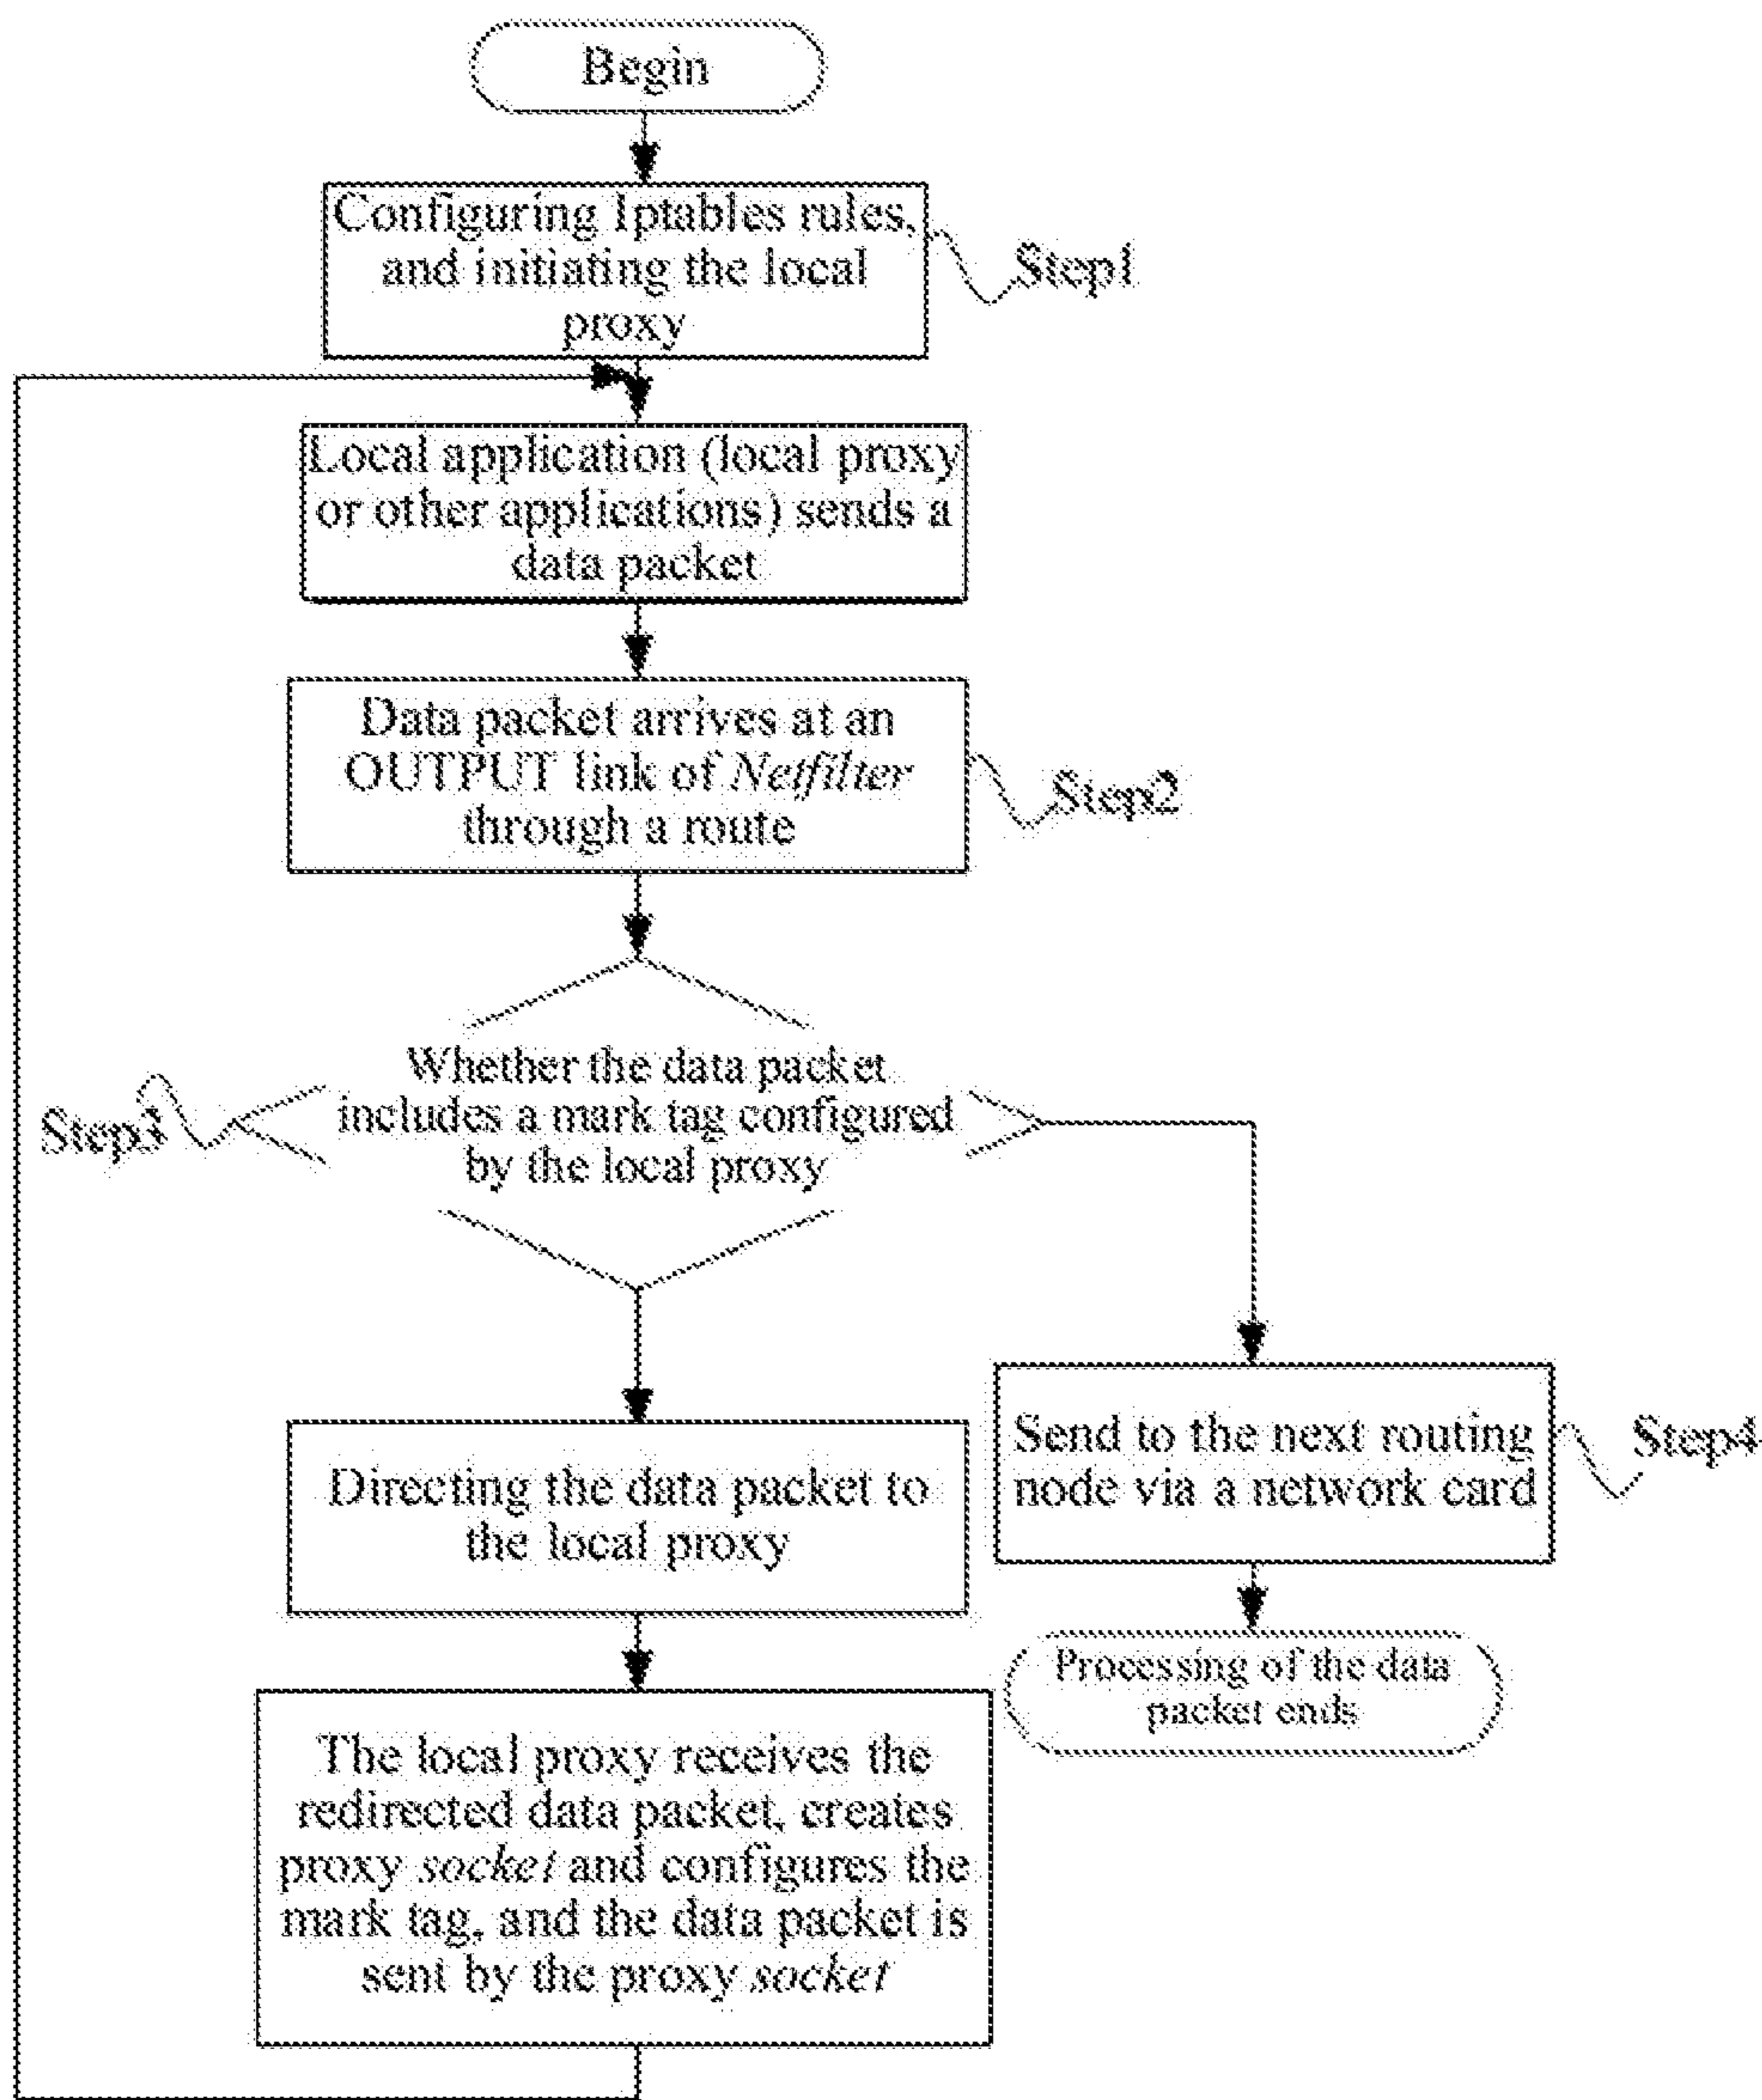 Begin
Configuring Iptables rules,
and initiating the local
proxy
Step1
Local application (local proxy
or other applications) sends a
data packet
Data packet arrives at an
OUTPUT link of Netfilter
through a route
Step2
Whether the data packet
includes a mark tag configured
by the local proxy
Step3
Directing the data packet to
the local proxy
Send to the next routing
node via a network card
Step4
Processing of the data
packet ends
The local proxy receives the
redirected data packet, creates
proxy socket and configures the
mark tag, and the data packet is
sent by the proxy socket